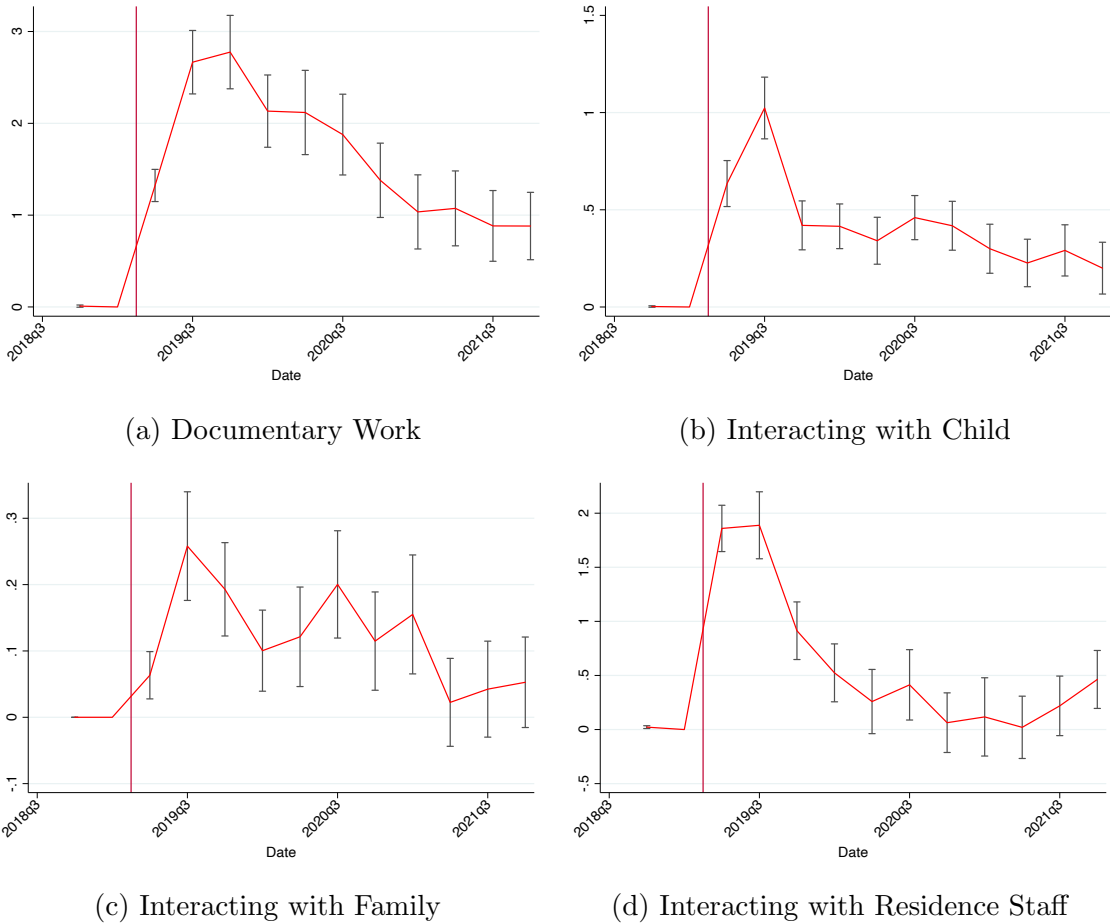 3
2
1
0
2018q3
2019q3
2020q3
2021q3
Date
(a) Documentary Work
1.5
1
.5
0
2018q3
2019q3
2020q3
2021q3
Date
(b) Interacting with Child
.3
.2
.1
0
-.1
2018q3
2019q3
2020q3
2021q3
Date
(c) Interacting with Family
2
1.5
1
.5
0
-.5
2018q3
2019q3
2020q3
2021q3
Date
(d) Interacting with Residence Staff